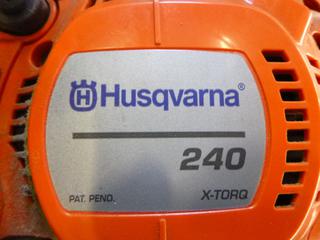 H Husqvarna®
240
PAT. PEND. X-TORQ